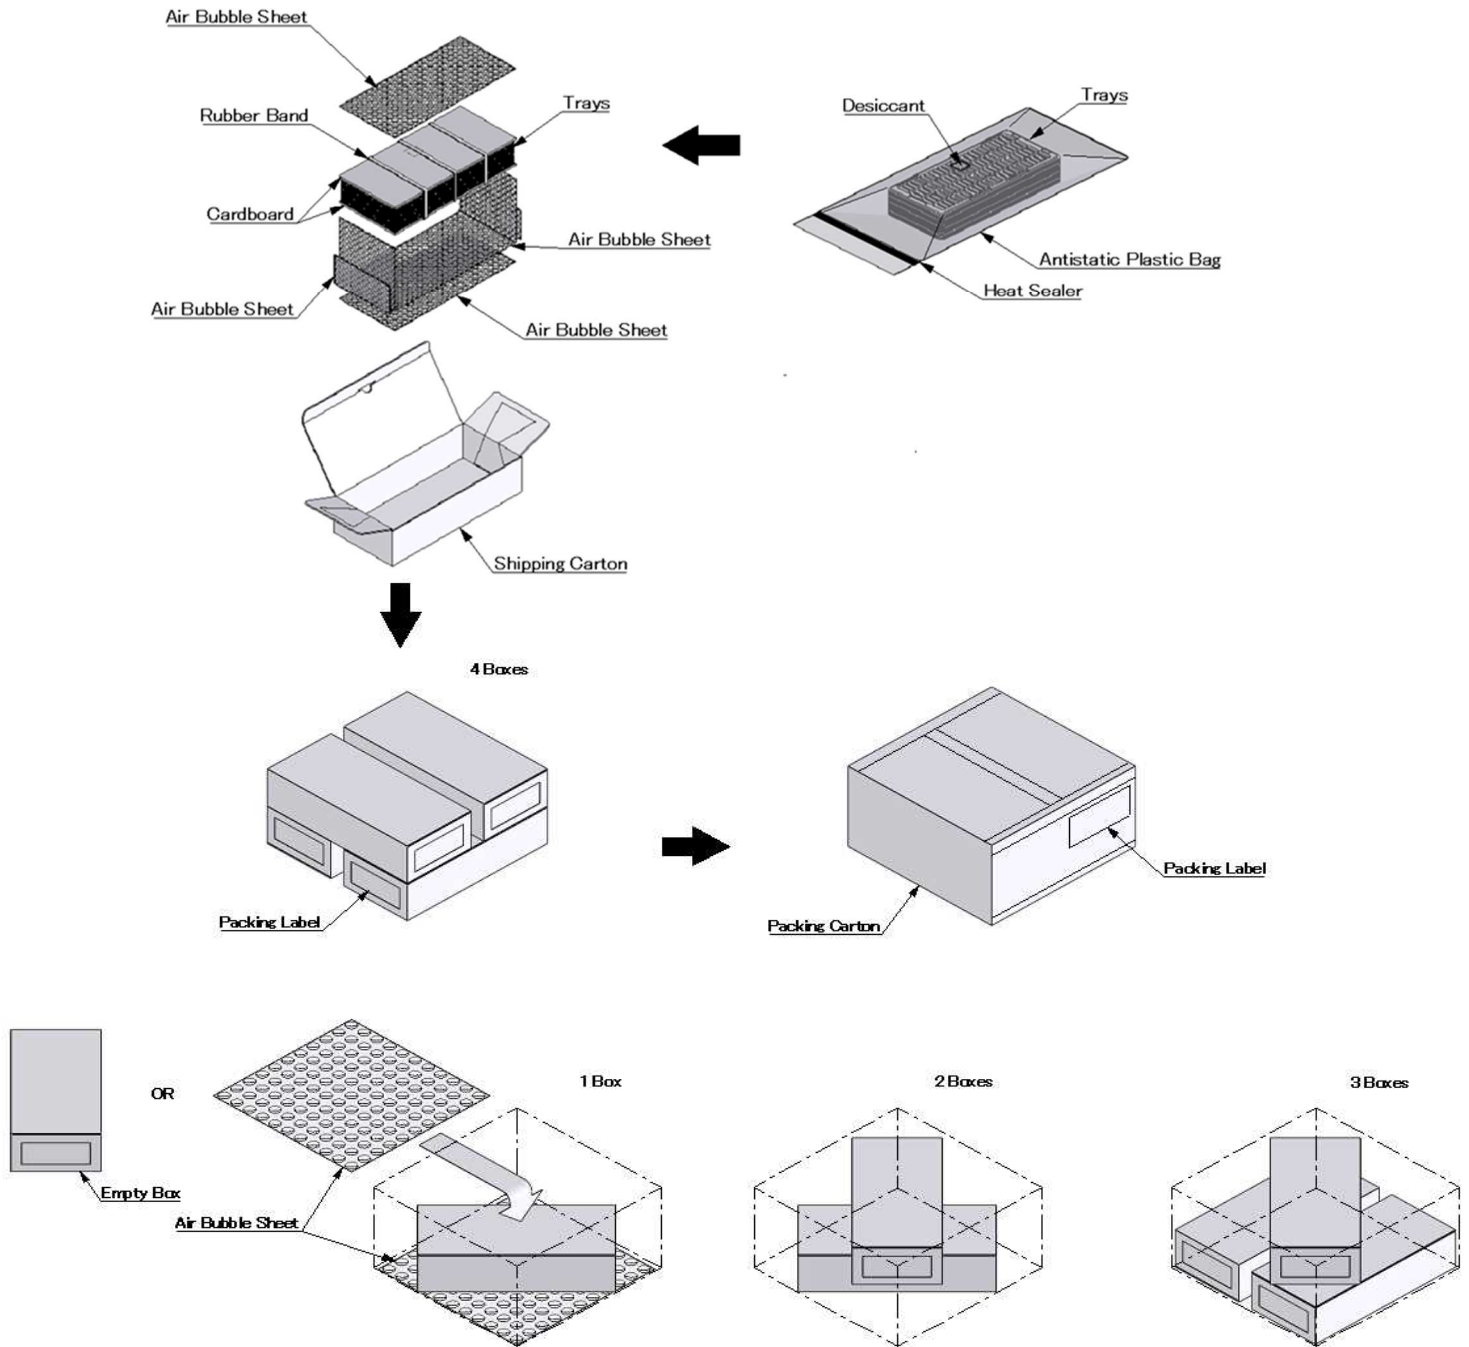 Air Bubble Sheet
Rubber Band
Trays
Desiccant
Trays
Cardboard
Air Bubble Sheet
Antistatic Plastic Bag
Heat Sealer
Air Bubble Sheet
Air Bubble Sheet
Shipping Carton
4 Boxes
Packing Label
Packing Label
Packing Carton
OR
1 Box
2 Boxes
3 Boxes
Empty Box
Air Bubble Sheet